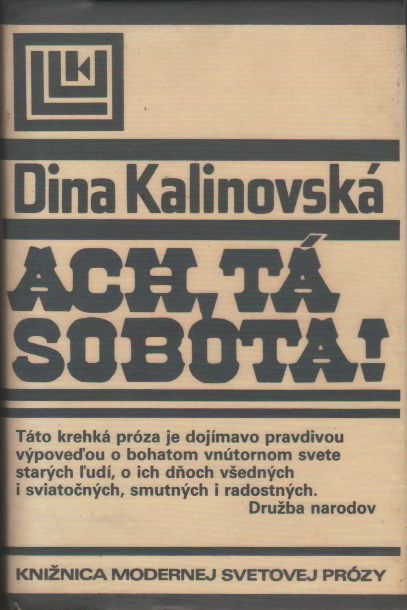 Dina Kalinovská
ACH, TÁ
SOBOTA!
Táto krehká próza je dojímavo pravdivou
výpoveďou o bohatom vnútornom svete
starých ľudí, o ich dňoch všedných
i sviatočných, smutných i radostných.
Družba narodov
KNIŽNICA MODERNEJ SVETOVEJ PRÓZY